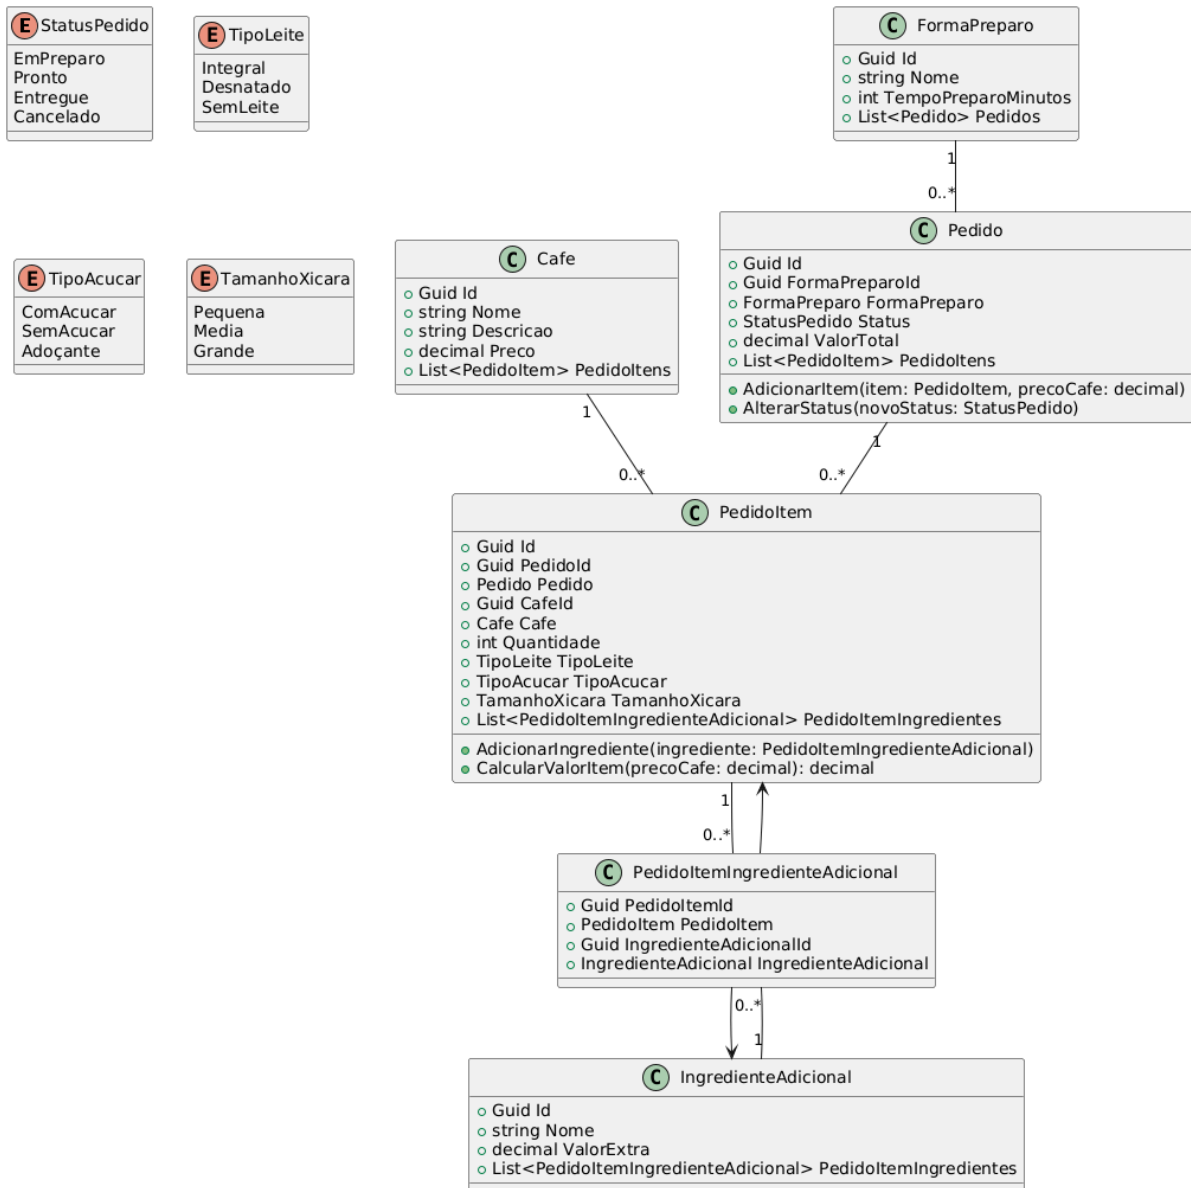 E StatusPedido
EmPreparo
Pronto
Entregue
Cancelado
E TipoLeite
Integral
Desnatado
SemLeite
C FormaPreparo
Guid Id
string Nome
int TempoPreparoMinutos
List<Pedido> Pedidos
1
0..*
E TipoAcucar
ComAcucar
SemAcucar
Adoçante
E TamanhoXicara
Pequena
Media
Grande
C Cafe
Guid Id
string Nome
string Descricao
decimal Preco
List<PedidoItem> PedidoItens
C Pedido
Guid Id
Guid FormaPreparoId
FormaPreparo FormaPreparo
StatusPedido Status
decimal ValorTotal
List<PedidoItem> PedidoItens
AdicionarItem(item: PedidoItem, precoCafe: decimal)
AlterarStatus(novoStatus: StatusPedido)
1
0..*
1
0..*
C PedidoItem
Guid Id
Guid PedidoId
Pedido Pedido
Guid CafeId
Cafe Cafe
int Quantidade
TipoLeite TipoLeite
TipoAcucar TipoAcucar
TamanhoXicara TamanhoXicara
List<PedidoItemIngredienteAdicional> PedidoItemIngredientes
AdicionarIngrediente(ingrediente: PedidoItemIngredienteAdicional)
CalcularValorItem(precoCafe: decimal): decimal
1
0..*
C PedidoItemIngredienteAdicional
Guid PedidoItemId
PedidoItem PedidoItem
Guid IngredienteAdicionalId
IngredienteAdicional IngredienteAdicional
0..*
1
C IngredienteAdicional
Guid Id
string Nome
decimal ValorExtra
List<PedidoItemIngredienteAdicional> PedidoItemIngredientes